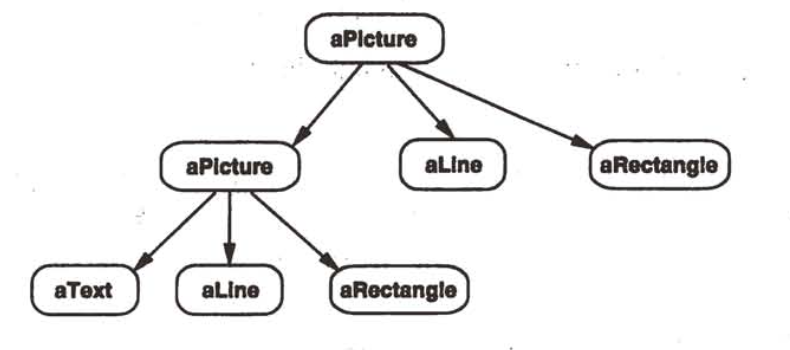 aPicture
aPicture
aLine
aRectangle
aText
aLine
aRectangle